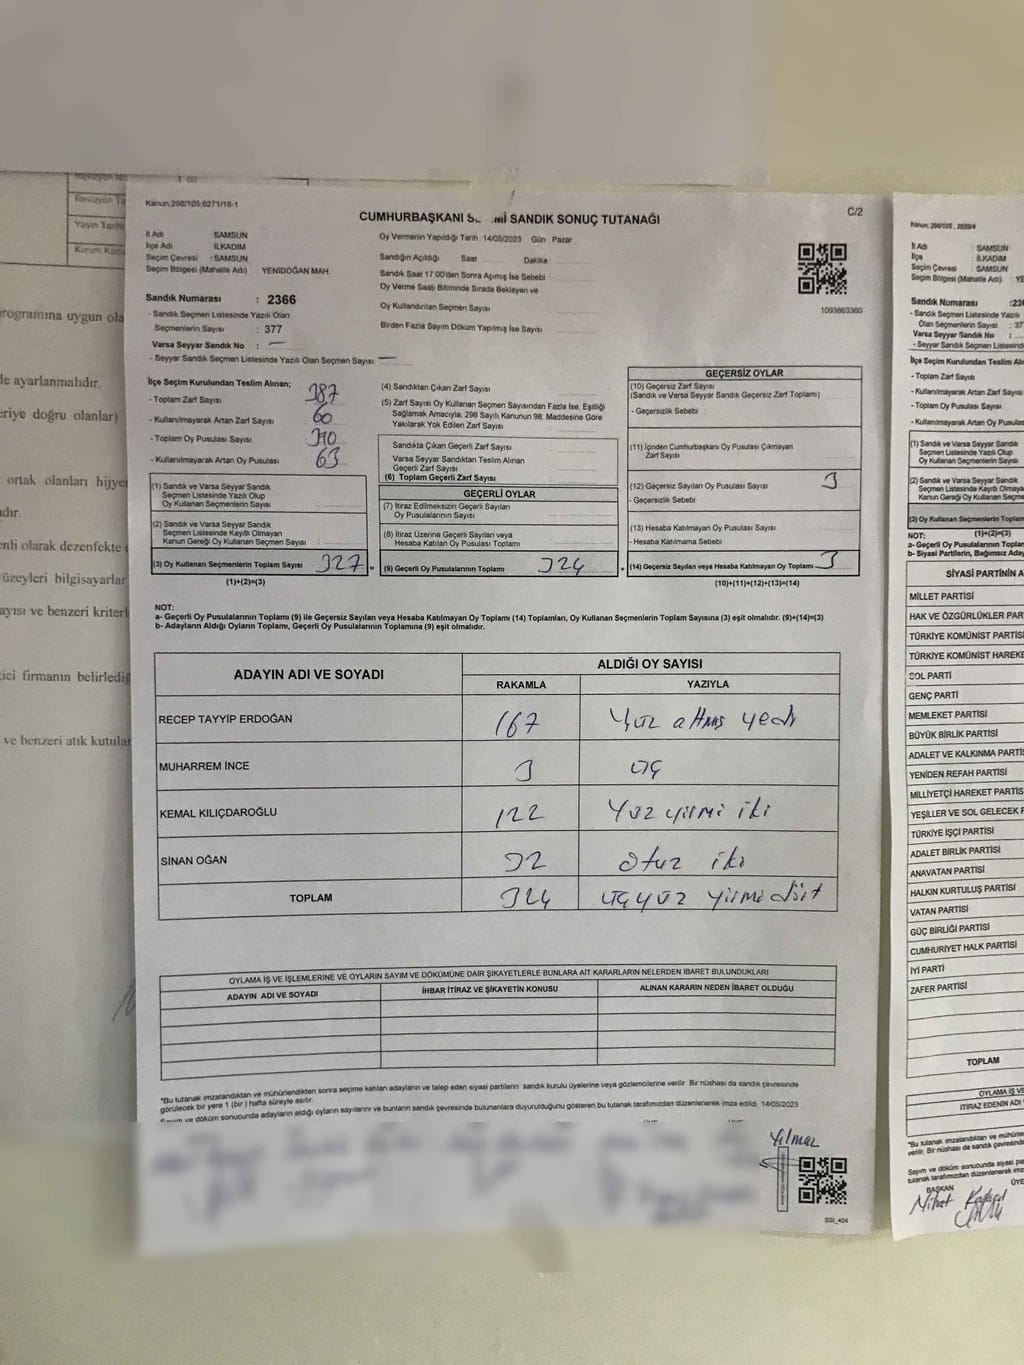 Revizyon No
1 66
Revizyon Ta
Yayın Tarihi
Kurum Kodu
programına uygun ola
le ayarlanmalıdır.
eriye doğru olanlar)
ortak olanları hijye
ıdır.
nli olarak dezenfekte
üzeyleri bilgisayarlar
ayısı ve benzeri kriterl
ici firmanın belirlediğ
ve benzeri atık kutular
Kanun,298/105,6271/18-1
C/2
CUMHURBAŞKANI S MI SANDIK SONUÇ TUTANAĞI
İl Adı SAMSUN
İlçe Adı İLKADIM
Seçim Çevresi : SAMSUN
Seçim Bölgesi (Mahalle Adı) YENİDOĞAN MAH
Sandık Numarası : 2366
- Sandık Seçmen Listesinde Yazılı Olan
Seçmenlerin Sayısı : 377
Varsa Seyyar Sandık No : —
- Seyyar Sandık Seçmen Listesinde Yazılı Olan Seçmen Sayısı: —
Oy Vermenin Yapıldığı Tarih :14/05/2023 Gün : Pazar
Sandığın Açıldığı Saat Dakika :
Sandık Saat 17:00'den Sonra Açımış İse Sebebi
Oy Verme Saati Bitiminde Sırada Bekleyen ve
Oy Kullandırılan Seçmen Sayısı
Birden Fazla Sayım Döküm Yapılmış İse Sayısı
1093863360
İlçe Seçim Kurulundan Teslim Alınan;
- Toplam Zarf Sayısı 387
- Kullanılmayarak Artan Zarf Sayısı 60
- Toplam Oy Pusulası Sayısı 390
- Kullanılmayarak Artan Oy Pusulası 63
(1) Sandık ve Varsa Seyyar Sandık
Seçmen Listesinde Yazılı Olup
Oy Kullanan Seçmenlerin Sayısı
(2) Sandık ve Varsa Seyyar Sandık
Seçmen Listesinde Kayıtlı Olmayan
Kanun Gereği Oy Kullanan Seçmen Sayısı
(3) Oy Kullanan Seçmenlerin Toplam Sayısı 327 =
(1)+(2)=(3)
(4) Sandıktan Çıkan Zarf Sayısı
(5) Zarf Sayısı Oy Kullanan Seçmen Sayısından Fazla İse, Eşitliği
Sağlamak Amacıyla, 298 Sayılı Kanunun 98. Maddesine Göre
Yakılarak Yok Edilen Zarf Sayısı
Sandıkta Çıkan Geçerli Zarf Sayısı
Varsa Seyyar Sandıktan Teslim Alınan
Geçerli Zarf Sayısı
(6) Toplam Geçerli Zarf Sayısı
GEÇERLİ OYLAR
(7) İtiraz Edilmeksizin Geçerli Sayılan
Oy Pusulalarının Sayısı
(8) İtiraz Üzerine Geçerli Sayılan veya
Hesaba Katılan Oy Pusulası Toplamı
(9) Geçerli Oy Pusulalarının Toplamı 324 +
GEÇERSİZ OYLAR
(10) Geçersiz Zarf Sayısı
(Sandık ve Varsa Seyyar Sandık Geçersiz Zarf Toplamı)
- Geçersizlik Sebebi
(11) İçinden Cumhurbaşkanı Oy Pusulası Çıkmayan
Zarf Sayısı
(12) Geçersiz Sayılan Oy Pusulası Sayısı 3
- Geçersizlik Sebebi
(13) Hesaba Katılmayan Oy Pusulası Sayısı
- Hesaba Katılmama Sebebi
(14) Geçersiz Sayılan veya Hesaba Katılmayan Oy Toplamı 3
(10)+(11)+(12)+(13)=(14)
NOT:
a- Geçerli Oy Pusulalarının Toplamı (9) ile Geçersiz Sayılan veya Hesaba Katılmayan Oy Toplamı (14) Toplamları, Oy Kullanan Seçmenlerin Toplam Sayısına (3) eşit olmalıdır. (9)+(14)=(3)
b- Adayların Aldığı Oyların Toplamı, Geçerli Oy Pusulalarının Toplamına (9) eşit olmalıdır.
ADAYIN ADI VE SOYADI
ALDIĞI OY SAYISI
RAKAMLA YAZIYLA
RECEP TAYYİP ERDOĞAN 167 Yüz altmış yedi
MUHARREM İNCE 3 üç
KEMAL KILIÇDAROĞLU 122 Yüz yirmi iki
SİNAN OĞAN 32 Otuz iki
TOPLAM 324 üçyüz yirmi dört
OYLAMA İŞ VE İŞLEMLERİNE VE OYLARIN SAYIM VE DÖKÜMÜNE DAİR ŞİKAYETLERLE BUNLARA AİT KARARLARIN NELERDEN İBARET BULUNDUKLARI
ADAYIN ADI VE SOYADI İHBAR İTİRAZ VE ŞİKAYETİN KONUSU ALINAN KARARIN NEDEN İBARET OLDUĞU
*Bu tutanak imzalandıktan ve mühürlendikten sonra seçime katılan adayların ve talep eden siyasi partilerin sandık kurulu üyelerine veya gözlemcilerine verilir. Bir nüshası da sandık çevresinde
görülecek bir yere 1 (bir) hafta süreyle asılır.
Sayım ve döküm sonucunda adayların aldığı oyların sayılarını ve bunların sandık çevresinde bulunanlara duyurulduğunu gösteren bu tutanak tarafımızdan düzenlenerek imza edildi. 14/05/2023
Yılmaz
SSI_404
Kanun, 298/105 , 2839/4
İl Adı : SAMSUN
İlçe : İLKADIM
Seçim Çevresi : SAMSUN
Seçim Bölgesi (Mahalle Adı) : YE
Sandık Numarası :236
- Sandık Seçmen Listesinde Yazılı
Olan Seçmenlerin Sayısı : 37
Varsa Seyyar Sandık No :
- Seyyar Sandık Seçmen Listesinde
İlçe Seçim Kurulundan Teslim Alı
- Toplam Zarf Sayısı
- Kullanılmayarak Artan Zarf Sayısı
- Toplam Oy Pusulası Sayısı
- Kullanılmayarak Artan Oy Pusulas
(1) Sandık ve Varsa Seyyar Sandık
Seçmen Listesinde Yazılı Olup
Oy Kullanan Seçmenlerin Sayısı
(2) Sandık ve Varsa Seyyar Sandık
Seçmen Listesinde Kayıtlı Olmaya
Kanun Gereği Oy Kullanan Seçme
(3) Oy Kullanan Seçmenlerin Toplam
NOT: (1)+(2)=(3)
a- Geçerli Oy Pusulalarının Toplan
b- Siyasi Partilerin, Bağımsız Aday
SİYASİ PARTİNİN A
MİLLET PARTİSİ
HAK VE ÖZGÜRLÜKLER PAR
TÜRKİYE KOMÜNİST PARTİSİ
TÜRKİYE KOMÜNİST HAREKE
SOL PARTİ
GENÇ PARTİ
MEMLEKET PARTİSİ
BÜYÜK BİRLİK PARTİSİ
ADALET VE KALKINMA PARTİS
YENİDEN REFAH PARTİSİ
MİLLİYETÇİ HAREKET PARTİS
YEŞİLLER VE SOL GELECEK P
TÜRKİYE İŞÇİ PARTİSİ
ADALET BİRLİK PARTİSİ
ANAVATAN PARTİSİ
HALKIN KURTULUŞ PARTİSİ
VATAN PARTİSİ
GÜÇ BİRLİĞİ PARTİSİ
CUMHURİYET HALK PARTİSİ
İYİ PARTİ
ZAFER PARTİSİ
TOPLAM
OYLAMA İŞ VE
İTİRAZ EDENİN ADI
*Bu tutanak imzalandıktan ve mühürle
verilir. Bir nüshası da sandık çevresinde
Sayım ve döküm sonucunda siyasi pa
tutanak tarafımızdan düzenlenerek imza
BAŞKAN ÜYE
Nihat